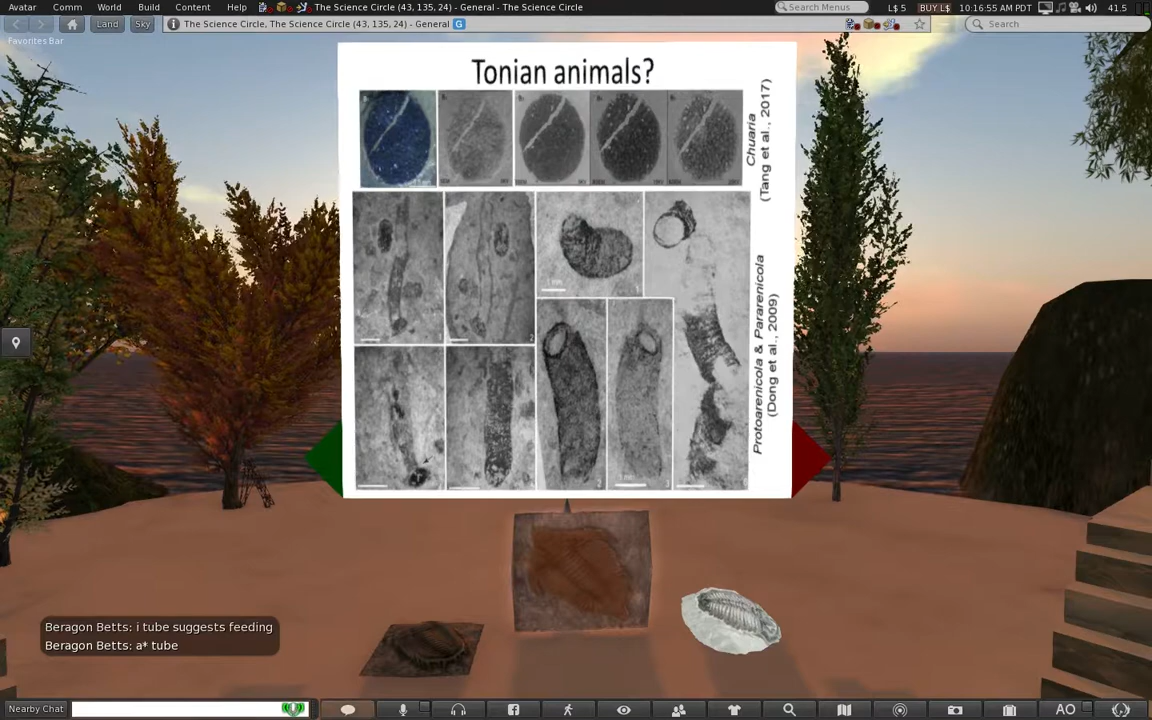 Avatar Comm World Build Content Help The Science Circle (43, 135, 24) - General - The Science Circle Search Menus L$ 5 BUY L$ 10:16:55 AM PDT 41.5
Land Sky The Science Circle, The Science Circle (43, 135, 24) - General G Search
Favorites Bar
Tonian animals?
Chuaria
(Tang et al., 2017)
Protoarenicola & Pararenicola
(Dong et al., 2009)
Beragon Betts: i tube suggests feeding
Beragon Betts: a* tube
Nearby Chat AO